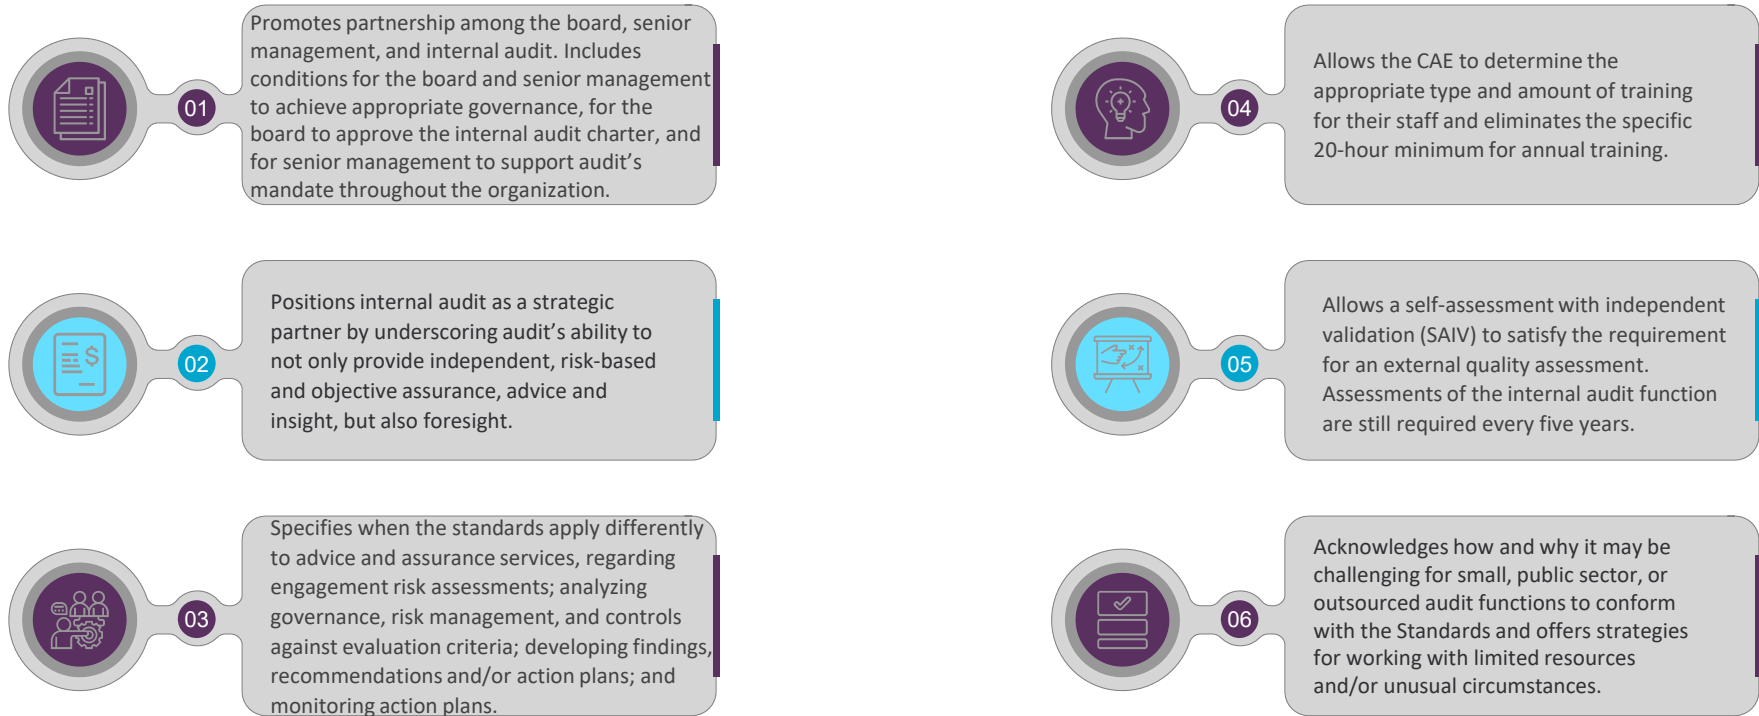 01
Promotes partnership among the board, senior
management, and internal audit. Includes
conditions for the board and senior management
to achieve appropriate governance, for the
board to approve the internal audit charter, and
for senior management to support audit’s
mandate throughout the organization.
02
Positions internal audit as a strategic
partner by underscoring audit’s ability to
not only provide independent, risk-based
and objective assurance, advice and
insight, but also foresight.
03
Specifies when the standards apply differently
to advice and assurance services, regarding
engagement risk assessments; analyzing
governance, risk management, and controls
against evaluation criteria; developing findings,
recommendations and/or action plans; and
monitoring action plans.
04
Allows the CAE to determine the
appropriate type and amount of training
for their staff and eliminates the specific
20-hour minimum for annual training.
05
Allows a self-assessment with independent
validation (SAIV) to satisfy the requirement
for an external quality assessment.
Assessments of the internal audit function
are still required every five years.
06
Acknowledges how and why it may be
challenging for small, public sector, or
outsourced audit functions to conform
with the Standards and offers strategies
for working with limited resources
and/or unusual circumstances.